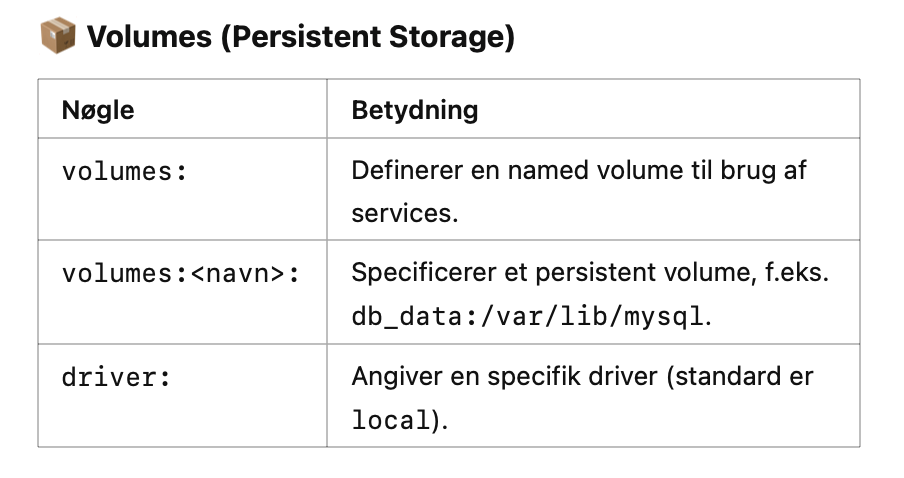 📦 Volumes (Persistent Storage)
Nøgle
Betydning
volumes:
Definerer en named volume til brug af
services.
volumes:<navn>:
Specificerer et persistent volume, f.eks.
db_data:/var/lib/mysql.
driver:
Angiver en specifik driver (standard er
local).